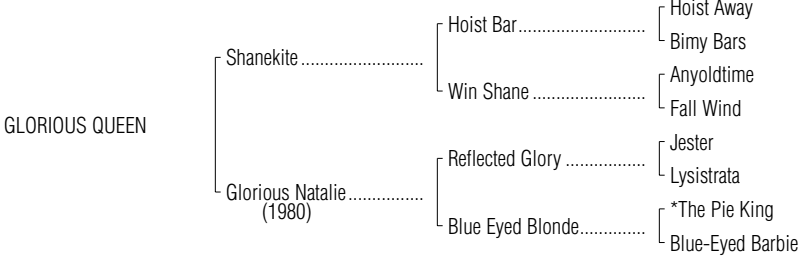 Hoist Away
Hoist Bar..........................
Bimy Bars
Shanekite.........................
Anyoldtime
Win Shane .......................
Fall Wind
GLORIOUS QUEEN
Jester
Reflected Glory ................
Lysistrata
Glorious Natalie................
(1980)
*The Pie King
Blue Eyed Blonde..............
Blue-Eyed Barbie